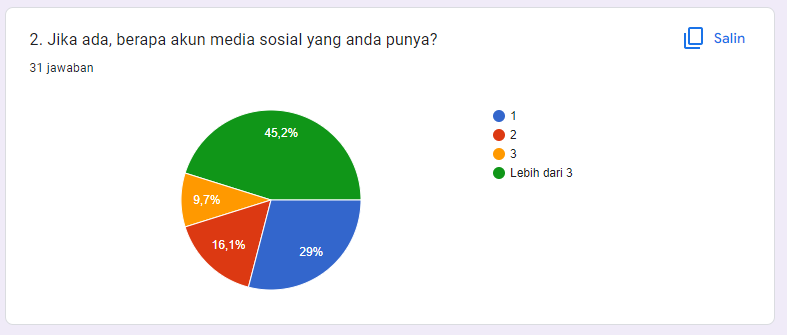 2. Jika ada, berapa akun media sosial yang anda punya?
Salin
31 jawaban
45,2%
9,7%
16,1%
29%
1
2
3
Lebih dari 3